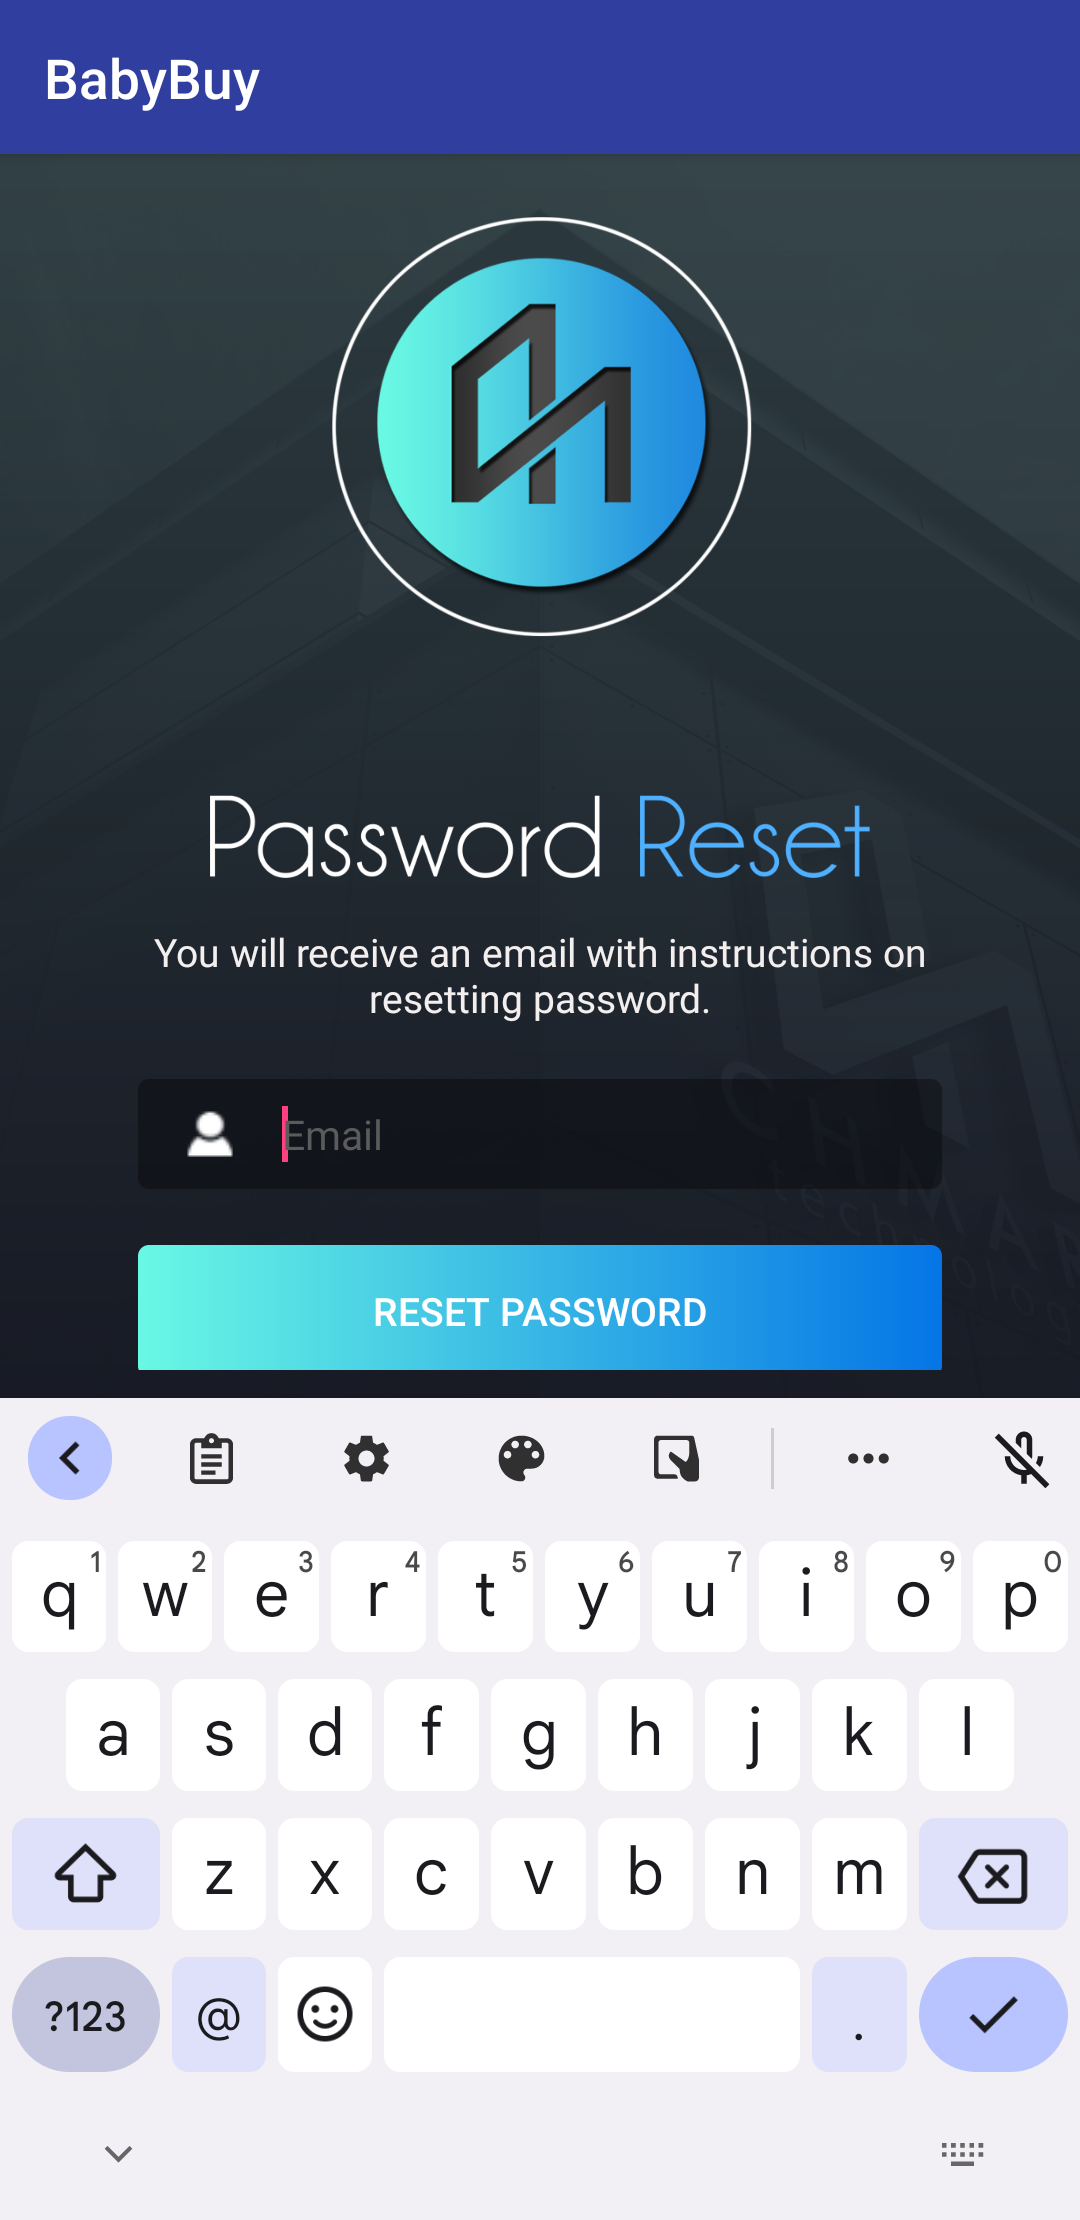 BabyBuy
Password Reset
You will receive an email with instructions on
resetting password.
Email
RESET PASSWORD
q 1 w 2 e 3 r 4 t 5 y 6 u 7 i 8 o 9 p 0
a s d f g h j k l
z x c v b n m
?123 @ .